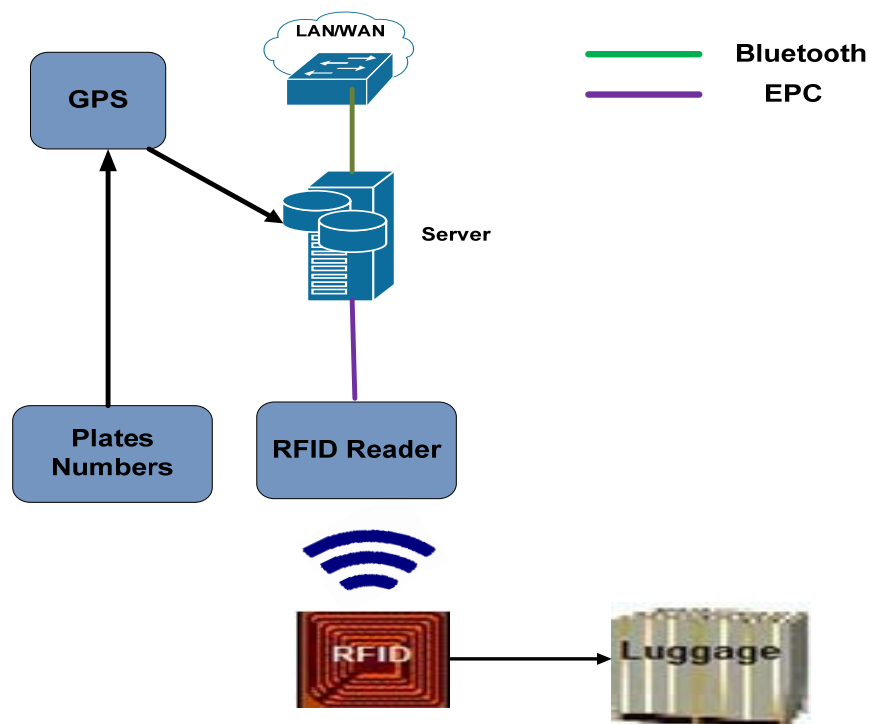 LAN/WAN
Bluetooth
EPC
GPS
Server
Plates
Numbers
RFID Reader
RFID
Luggage